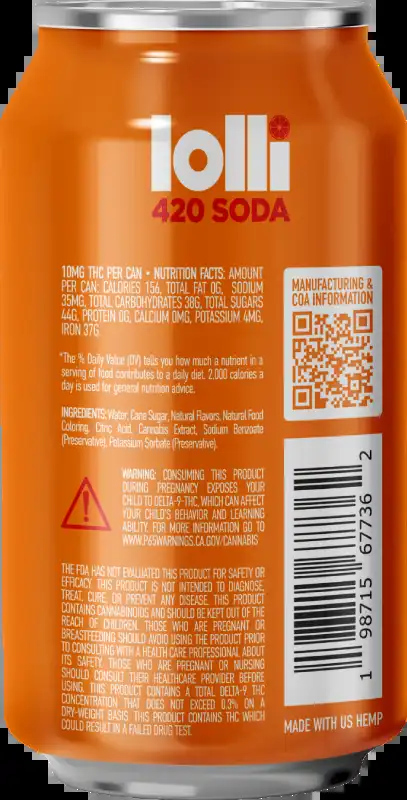 lolli
420 SODA
10MG THC PER CAN • NUTRITION FACTS: AMOUNT
PER CAN: CALORIES 156, TOTAL FAT 0G, SODIUM
35MG, TOTAL CARBOHYDRATES 38G, TOTAL SUGARS
44G, PROTEIN 0G, CALCIUM 0MG, POTASSIUM 4MG,
IRON 37G
*The % Daily Value (DV) tells you how much a nutrient in a
serving of food contributes to a daily diet. 2,000 calories a
day is used for general nutrition advice.
INGREDIENTS: Water, Cane Sugar, Natural Flavors, Natural Food
Coloring, Citric Acid, Cannabis Extract, Sodium Benzoate
(Preservative), Potassium Sorbate (Preservative).
WARNING: CONSUMING THIS PRODUCT
DURING PREGNANCY EXPOSES YOUR
CHILD TO DELTA-9-THC, WHICH CAN AFFECT
YOUR CHILD'S BEHAVIOR AND LEARNING
ABILITY. FOR MORE INFORMATION GO TO
WWW.P65WARNINGS.CA.GOV/CANNABIS
THE FDA HAS NOT EVALUATED THIS PRODUCT FOR SAFETY OR
EFFICACY. THIS PRODUCT IS NOT INTENDED TO DIAGNOSE,
TREAT, CURE, OR PREVENT ANY DISEASE. THIS PRODUCT
CONTAINS CANNABINOIDS AND SHOULD BE KEPT OUT OF THE
REACH OF CHILDREN. THOSE WHO ARE PREGNANT OR
BREASTFEEDING SHOULD AVOID USING THE PRODUCT PRIOR
TO CONSULTING WITH A HEALTH CARE PROFESSIONAL ABOUT
ITS SAFETY. THOSE WHO ARE PREGNANT OR NURSING
SHOULD CONSULT THEIR HEALTHCARE PROVIDER BEFORE
USING. THIS PRODUCT CONTAINS A TOTAL DELTA-9 THC
CONCENTRATION THAT DOES NOT EXCEED 0.3% ON A
DRY-WEIGHT BASIS. THIS PRODUCT CONTAINS THC WHICH
COULD RESULT IN A FAILED DRUG TEST.
MANUFACTURING &
COA INFORMATION
1 98715 67736 2
MADE WITH US HEMP